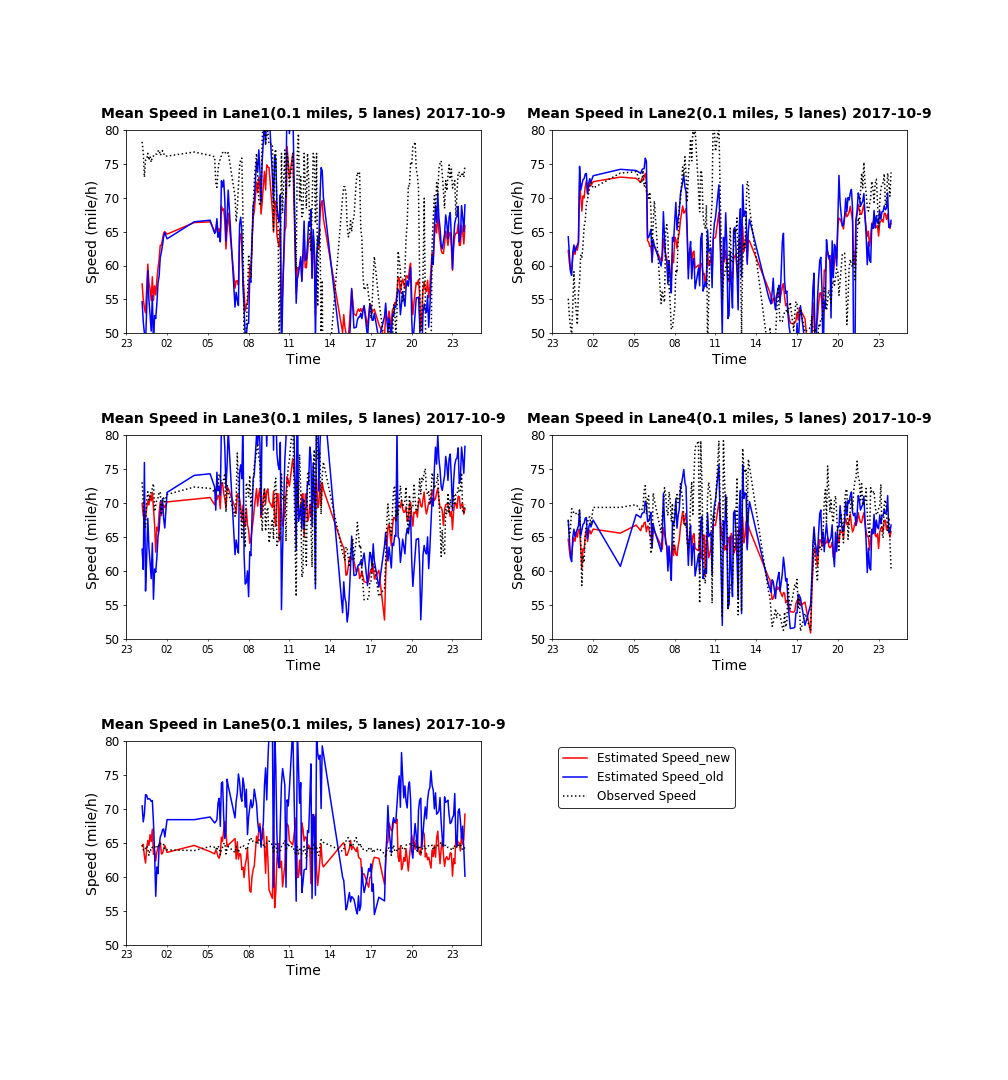 Mean Speed in Lane1(0.1 miles, 5 lanes) 2017-10-9
80
75
70
65
60
55
50
Speed (mile/h)
23 02 05 08 11 14 17 20 23
Time
Mean Speed in Lane2(0.1 miles, 5 lanes) 2017-10-9
80
75
70
65
60
55
50
Speed (mile/h)
23 02 05 08 11 14 17 20 23
Time
Mean Speed in Lane3(0.1 miles, 5 lanes) 2017-10-9
80
75
70
65
60
55
50
Speed (mile/h)
23 02 05 08 11 14 17 20 23
Time
Mean Speed in Lane4(0.1 miles, 5 lanes) 2017-10-9
80
75
70
65
60
55
50
Speed (mile/h)
23 02 05 08 11 14 17 20 23
Time
Mean Speed in Lane5(0.1 miles, 5 lanes) 2017-10-9
80
75
70
65
60
55
50
Speed (mile/h)
23 02 05 08 11 14 17 20 23
Time
Estimated Speed_new
Estimated Speed_old
Observed Speed